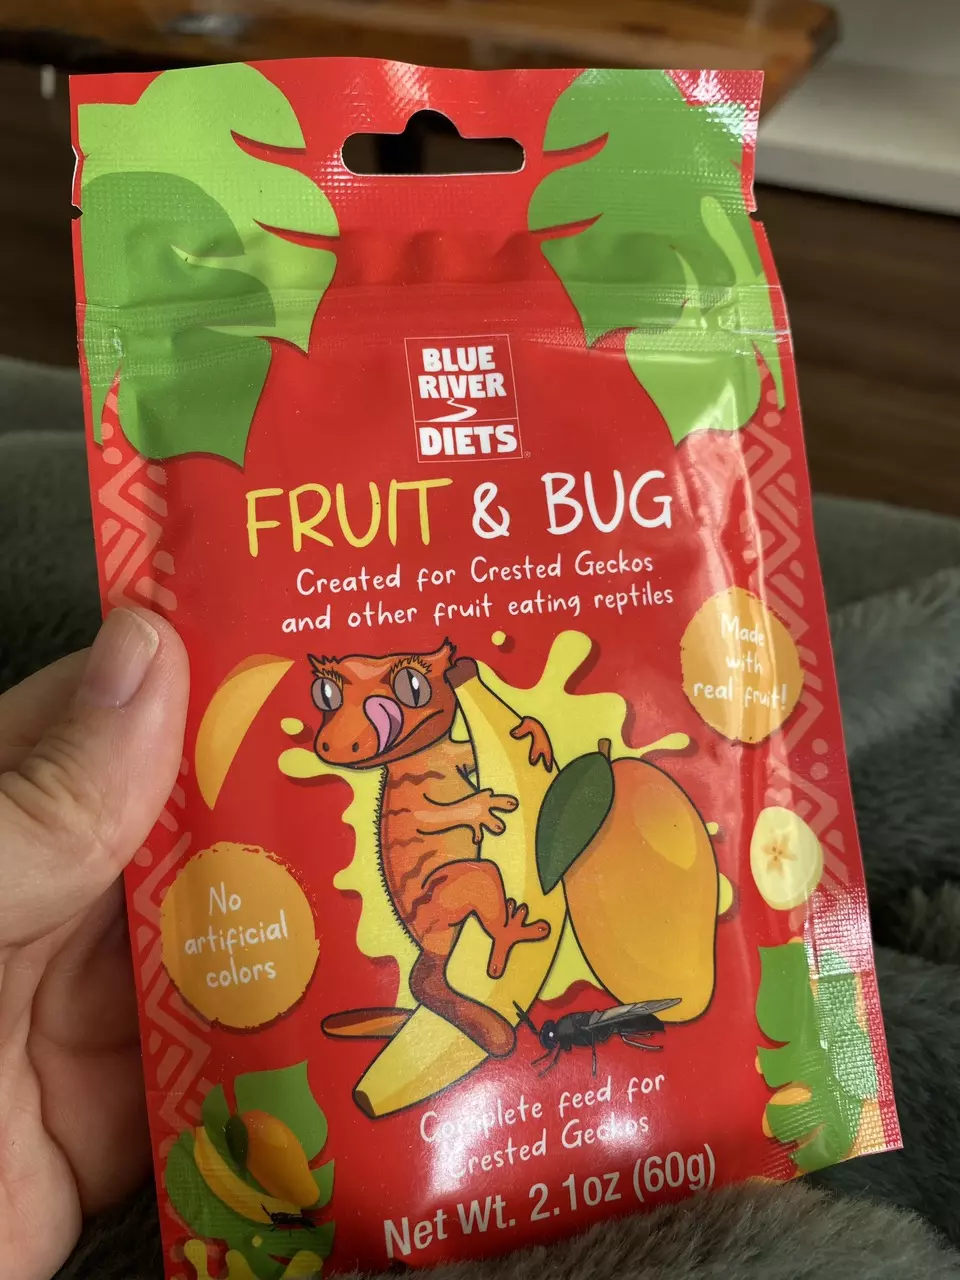 BLUE
RIVER
DIETS®
FRUIT & BUG
Created for Crested Geckos
and other fruit eating reptiles
Made
with
real fruit!
No
artificial
colors
Complete feed for
Crested Geckos
Net Wt. 2.1oz (60g)